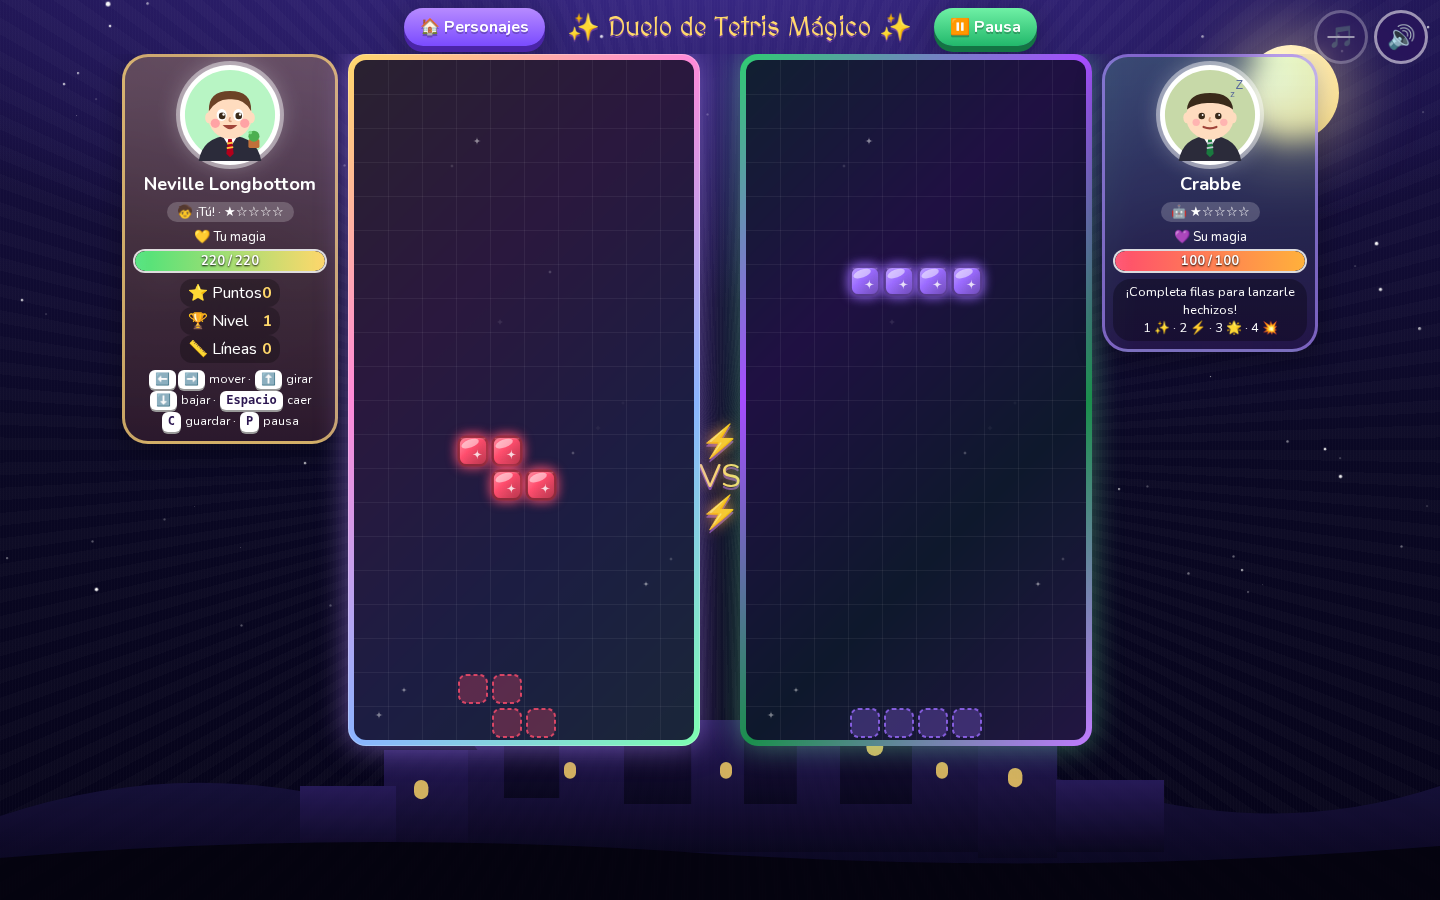 Personajes
Duelo de Tetris Mágico
Pausa
Neville Longbottom
¡Tú! · ★☆☆☆☆
Tu magia
220 / 220
Puntos 0
Nivel 1
Líneas 0
mover · girar
bajar · Espacio caer
C guardar · P pausa
VS
z Z
Crabbe
★☆☆☆☆
Su magia
100 / 100
¡Completa filas para lanzarle
hechizos!
1 ✨ · 2 ⚡ · 3 🌟 · 4 💥